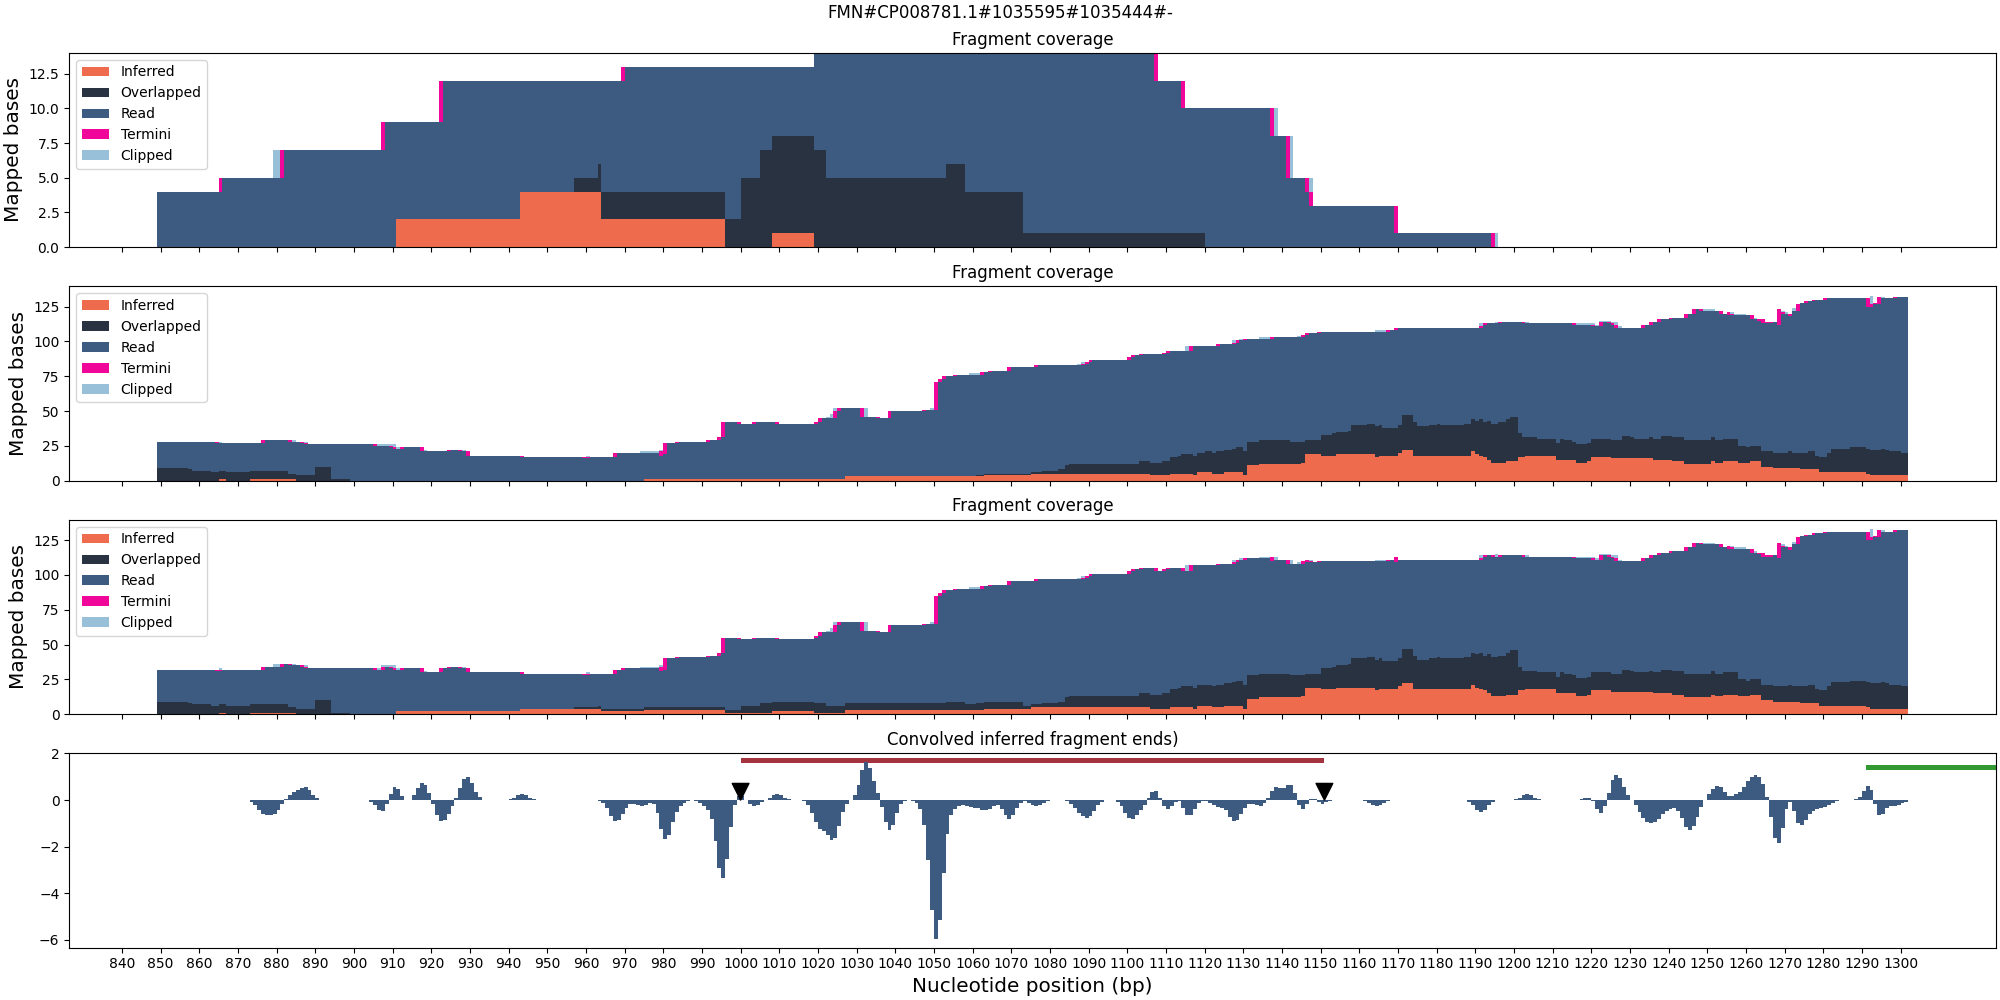 FMN#CP008781.1#1035595#1035444#-
Fragment coverage
Mapped bases
12.5
10.0
7.5
5.0
2.5
0.0
Inferred
Overlapped
Read
Termini
Clipped
Fragment coverage
Mapped bases
125
100
75
50
25
0
Inferred
Overlapped
Read
Termini
Clipped
Fragment coverage
Mapped bases
125
100
75
50
25
0
Inferred
Overlapped
Read
Termini
Clipped
Convolved inferred fragment ends)
2
0
−2
−4
−6
840 850 860 870 880 890 900 910 920 930 940 950 960 970 980 990 1000 1010 1020 1030 1040 1050 1060 1070 1080 1090 1100 1110 1120 1130 1140 1150 1160 1170 1180 1190 1200 1210 1220 1230 1240 1250 1260 1270 1280 1290 1300
Nucleotide position (bp)